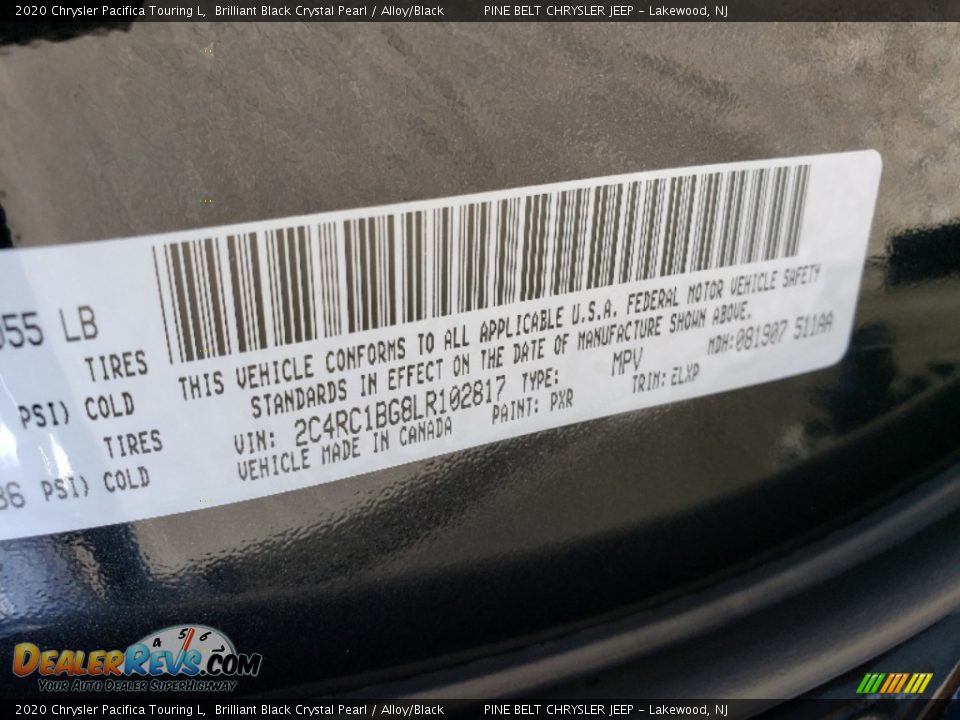 2020 Chrysler Pacifica Touring L, Brilliant Black Crystal Pearl / Alloy/Black PINE BELT CHRYSLER JEEP - Lakewood, NJ
055 LB
TIRES
PSI) COLD
TIRES
36 PSI) COLD
THIS VEHICLE CONFORMS TO ALL APPLICABLE U.S.A. FEDERAL MOTOR VEHICLE SAFETY
STANDARDS IN EFFECT ON THE DATE OF MANUFACTURE SHOWN ABOVE.
VIN: 2C4RC1BG8LR102817 TYPE: MPV MDH:081907 511AA
VEHICLE MADE IN CANADA PAINT: PXR TRIM: ELXP
4 5 6
DEALERREVS.COM
YOUR AUTO DEALER SUPERHIGHWAY
2020 Chrysler Pacifica Touring L, Brilliant Black Crystal Pearl / Alloy/Black PINE BELT CHRYSLER JEEP - Lakewood, NJ